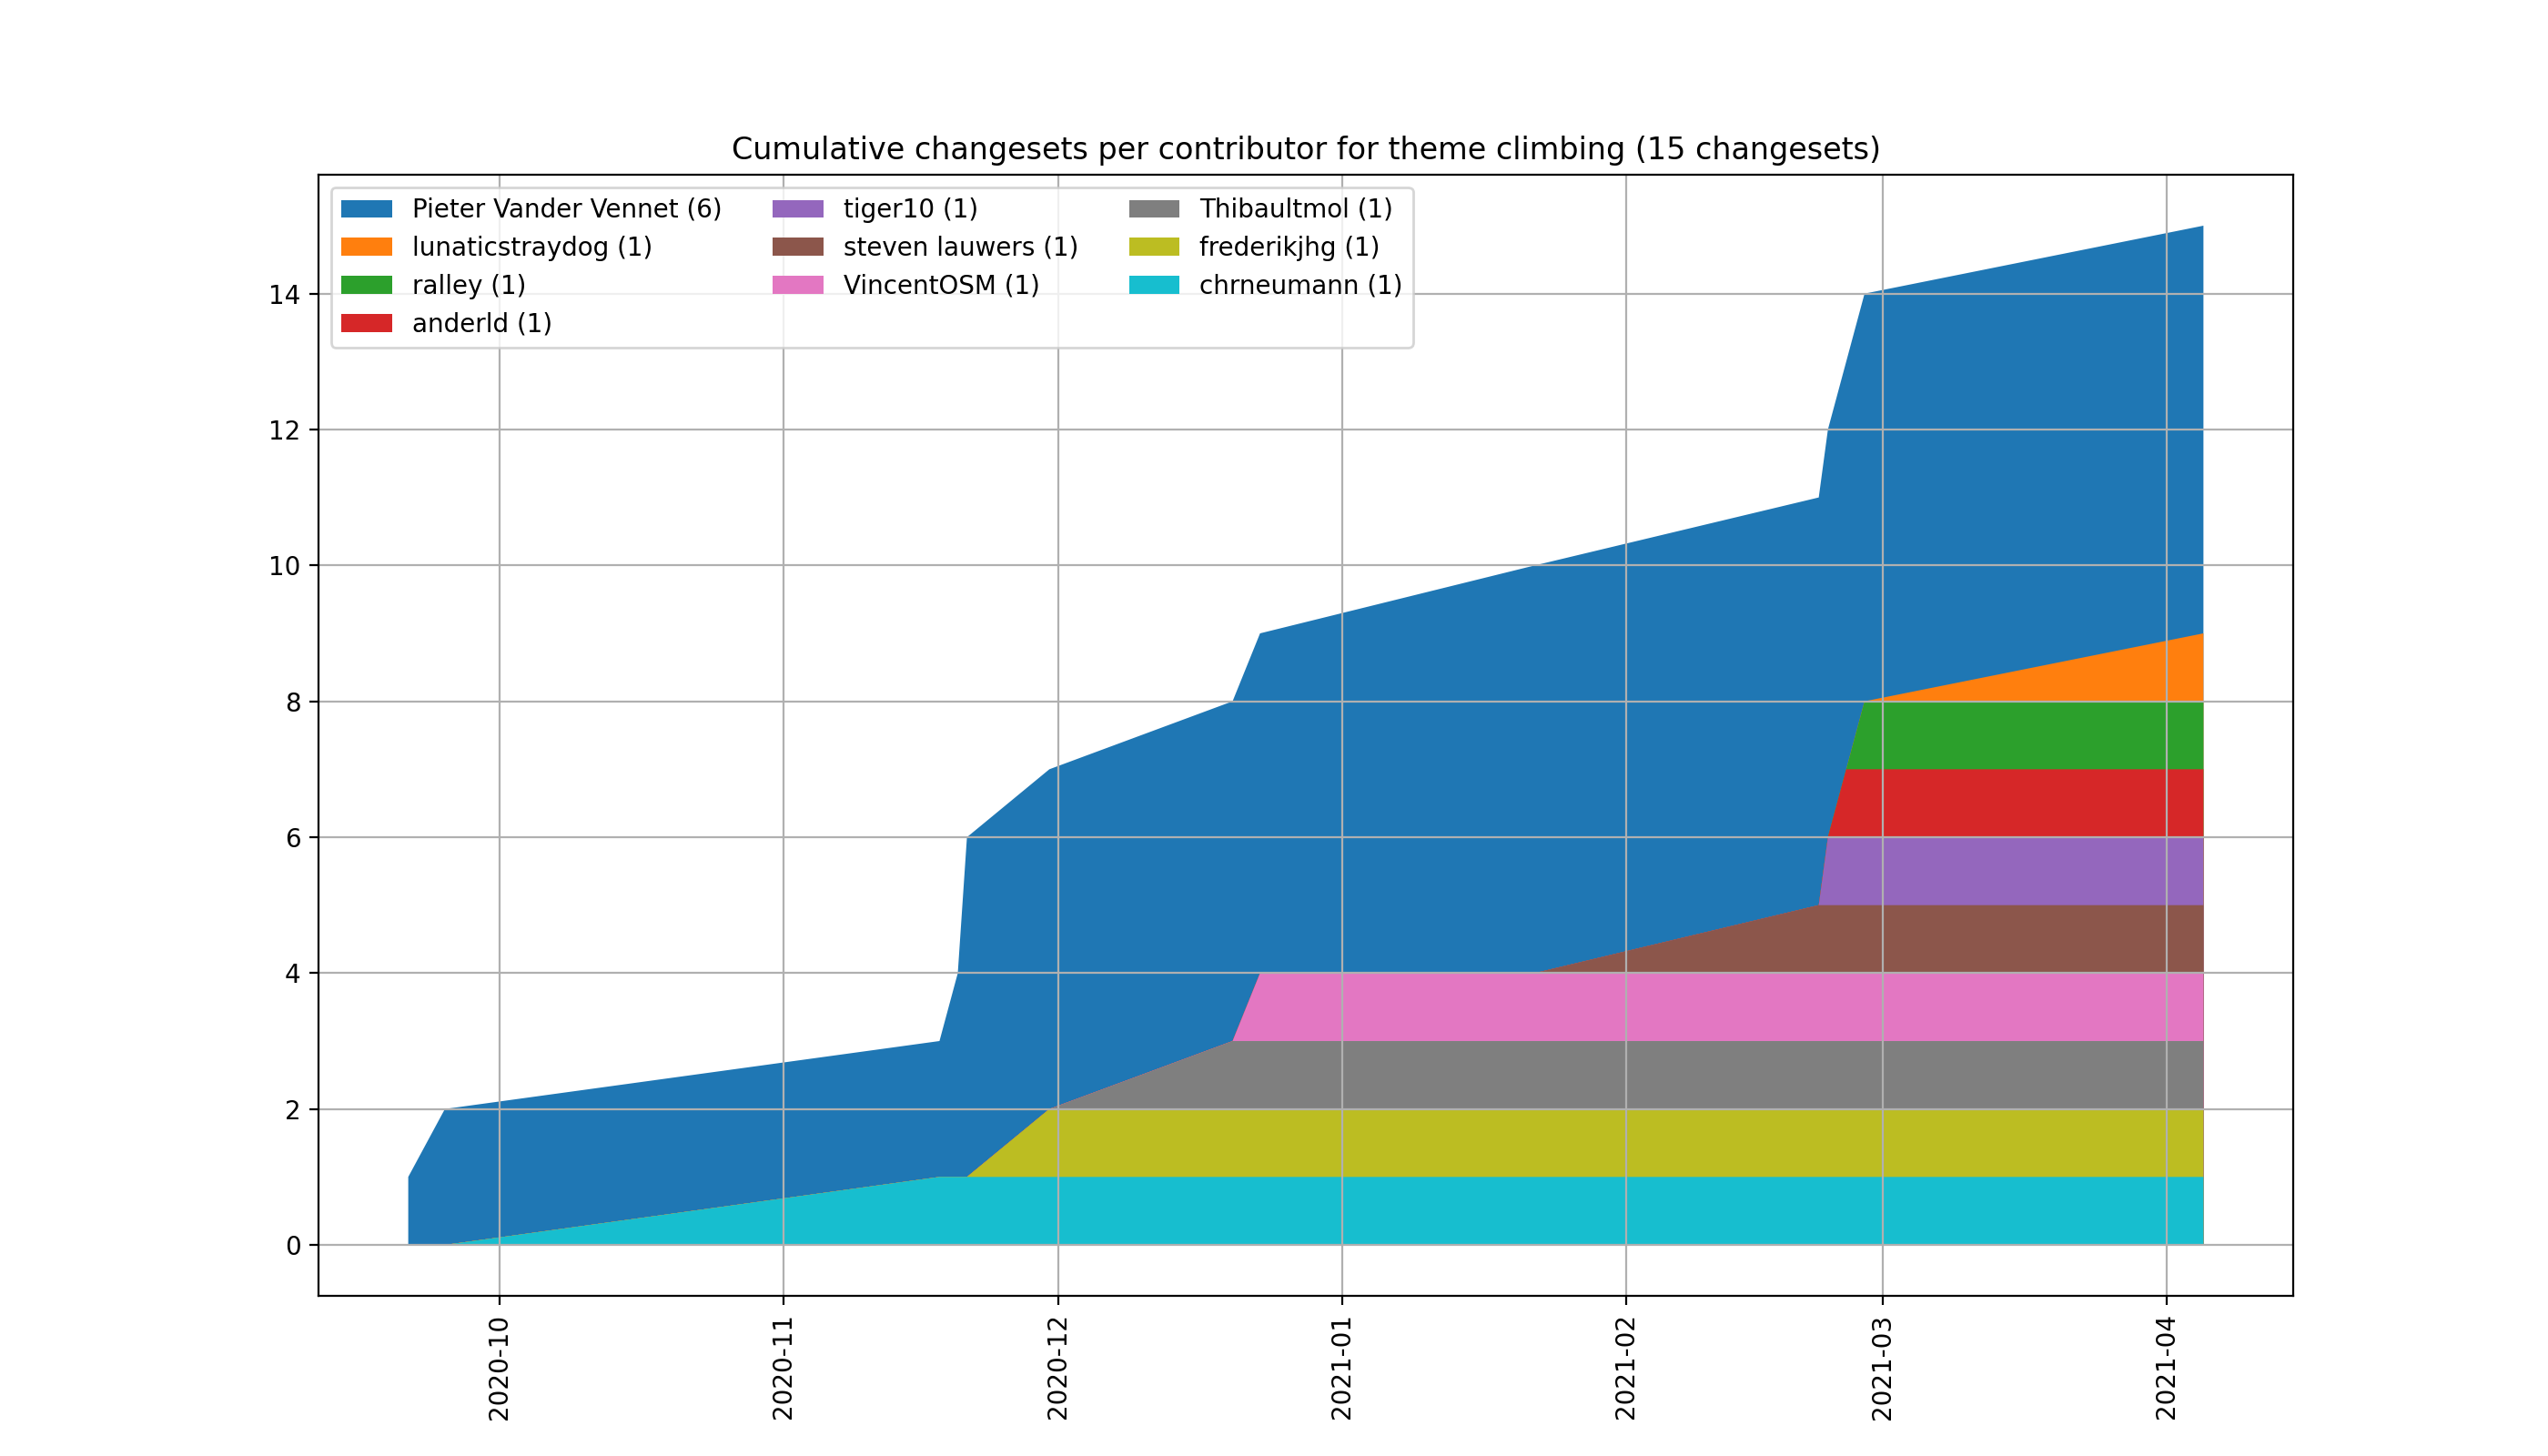 Cumulative changesets per contributor for theme climbing (15 changesets)
Pieter Vander Vennet (6)
lunaticstraydog (1)
ralley (1)
anderld (1)
tiger10 (1)
steven lauwers (1)
VincentOSM (1)
Thibaultmol (1)
frederikjhg (1)
chrneumann (1)
14
12
10
8
6
4
2
0
2020-10
2020-11
2020-12
2021-01
2021-02
2021-03
2021-04